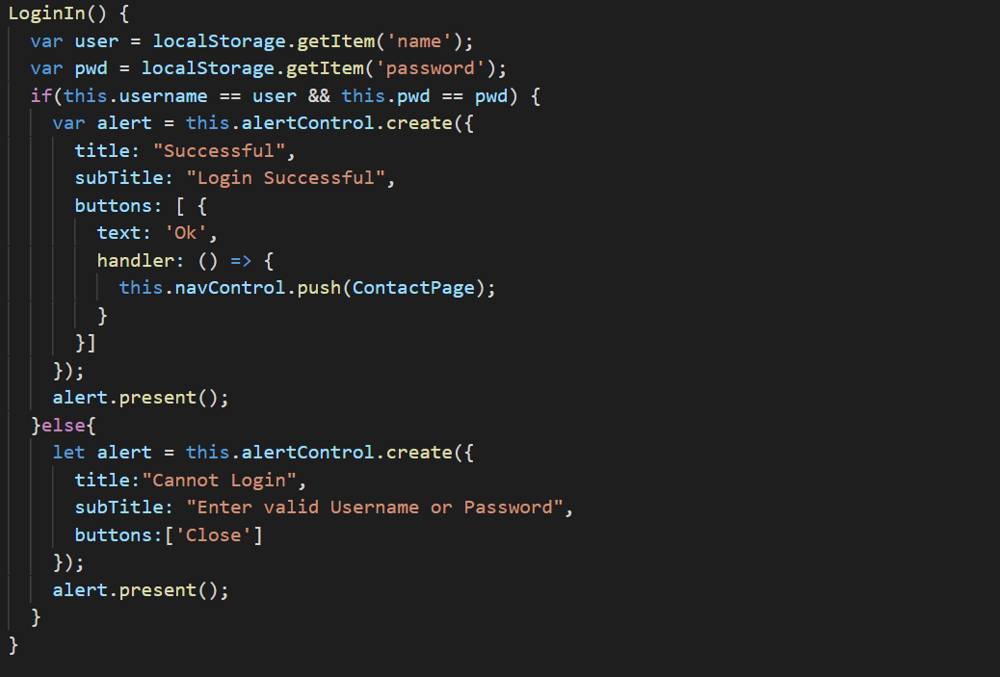 LoginIn() {
  var user = localStorage.getItem('name');
  var pwd = localStorage.getItem('password');
  if(this.username == user && this.pwd == pwd) {
    var alert = this.alertControl.create({
      title: "Successful",
      subTitle: "Login Successful",
      buttons: [ {
        text: 'Ok',
        handler: () => {
          this.navControl.push(ContactPage);
        }
      }]
    });
    alert.present();
  }else{
    let alert = this.alertControl.create({
      title:"Cannot Login",
      subTitle: "Enter valid Username or Password",
      buttons:['Close']
    });
    alert.present();
  }
}